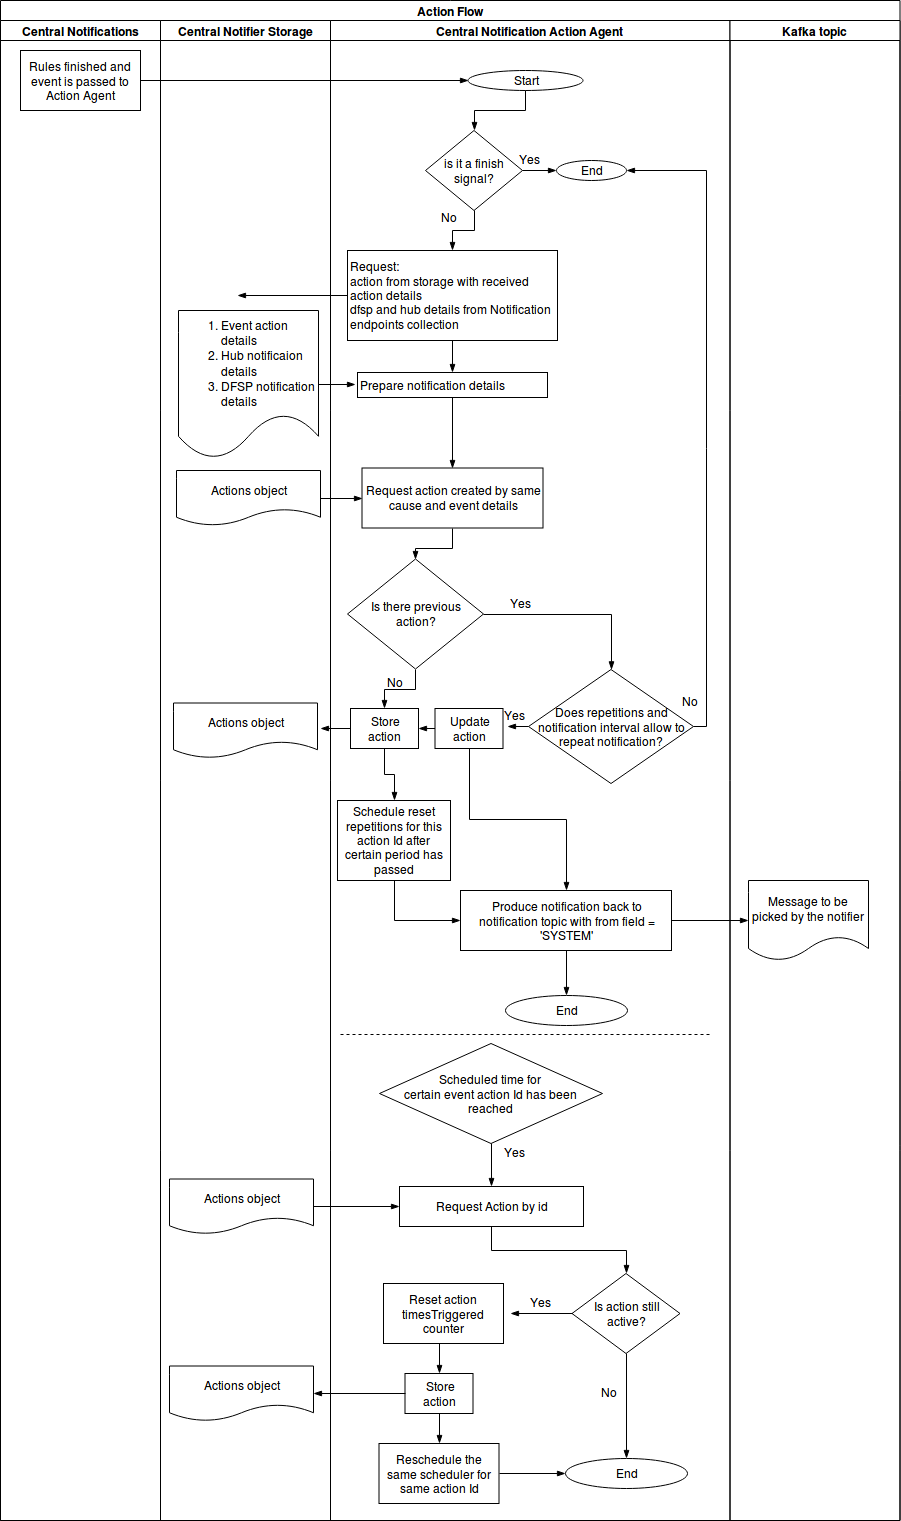 Action Flow
Central Notifications
Central Notifier Storage
Central Notification Action Agent
Kafka topic
Rules finished and
event is passed to
Action Agent
Start
is it a finish
signal?
Yes
End
No
Request:
action from storage with received
action details
dfsp and hub details from Notification
endpoints collection
1. Event action
details
2. Hub notificaion
details
3. DFSP notification
details
Prepare notification details
Actions object
Request action created by same
cause and event details
Is there previous
action?
Yes
No
Does repetitions and
notification interval allow to
repeat notification?
No
Yes
Update
action
Store
action
Actions object
Schedule reset
repetitions for this
action Id after
certain period has
passed
Produce notification back to
notification topic with from field =
'SYSTEM'
Message to be
picked by the notifier
End
Scheduled time for
certain event action Id has been
reached
Yes
Actions object
Request Action by id
Is action still
active?
Yes
Reset action
timesTriggered
counter
No
Actions object
Store
action
Reschedule the
same scheduler for
same action Id
End